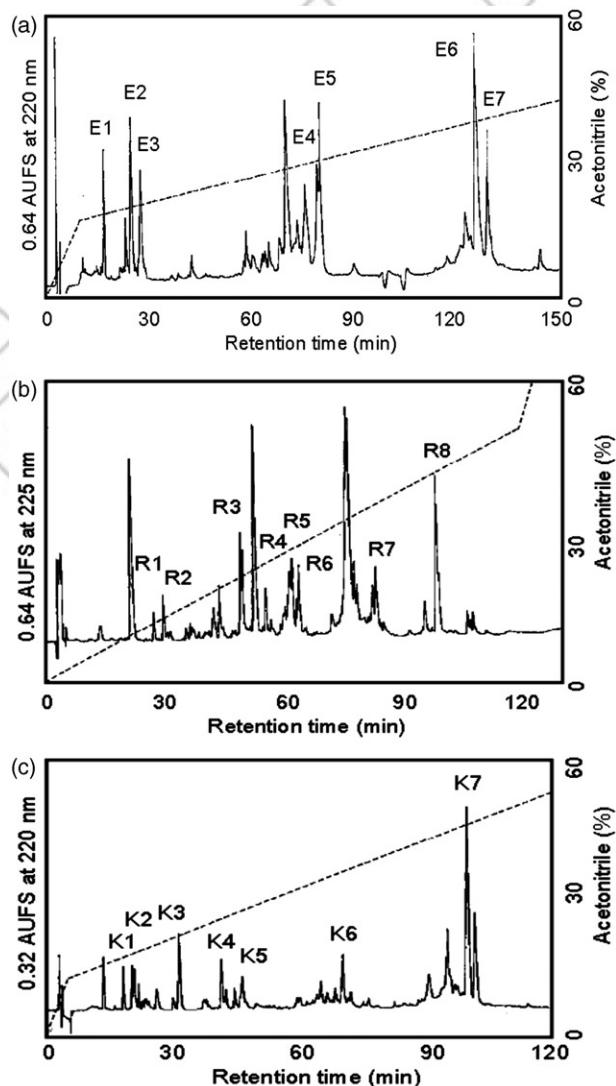 (a)
0.64 AUFS at 220 nm
E1
E2
E3
E4
E5
E6
E7
60
30
0
Acetonitrile (%)
0 30 60 90 120 150
Retention time (min)
(b)
0.64 AUFS at 225 nm
R1
R2
R3
R4
R5
R6
R7
R8
60
30
0
Acetonitrile (%)
0 30 60 90 130
Retention time (min)
(c)
0.32 AUFS at 220 nm
K1
K2
K3
K4
K5
K6
K7
60
30
0
Acetonitrile (%)
0 30 60 90 120
Retention time (min)